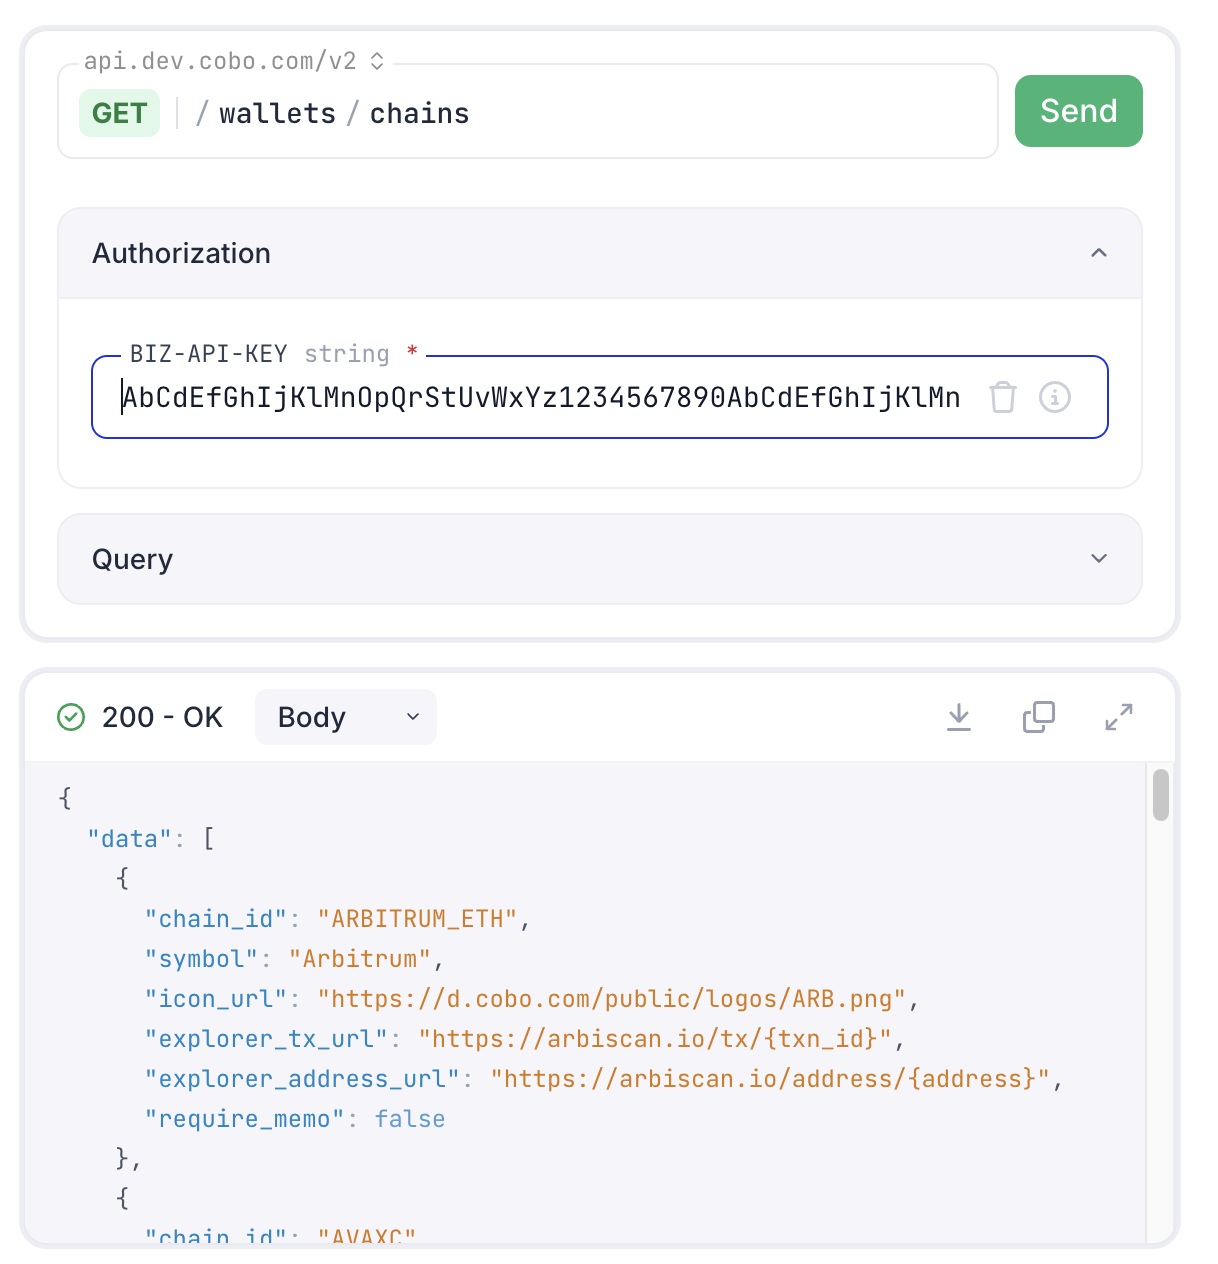 api.dev.cobo.com/v2
GET / wallets / chains
Send
Authorization
BIZ-API-KEY string *
AbCdEfGhIjKlMnOpQrStUvWxYz1234567890AbCdEfGhIjKlMn
Query
200 - OK Body
{
"data": [
{
"chain_id": "ARBITRUM_ETH",
"symbol": "Arbitrum",
"icon_url": "https://d.cobo.com/public/logos/ARB.png",
"explorer_tx_url": "https://arbiscan.io/tx/{txn_id}",
"explorer_address_url": "https://arbiscan.io/address/{address}",
"require_memo": false
},
{
"chain_id": "AVAXC"